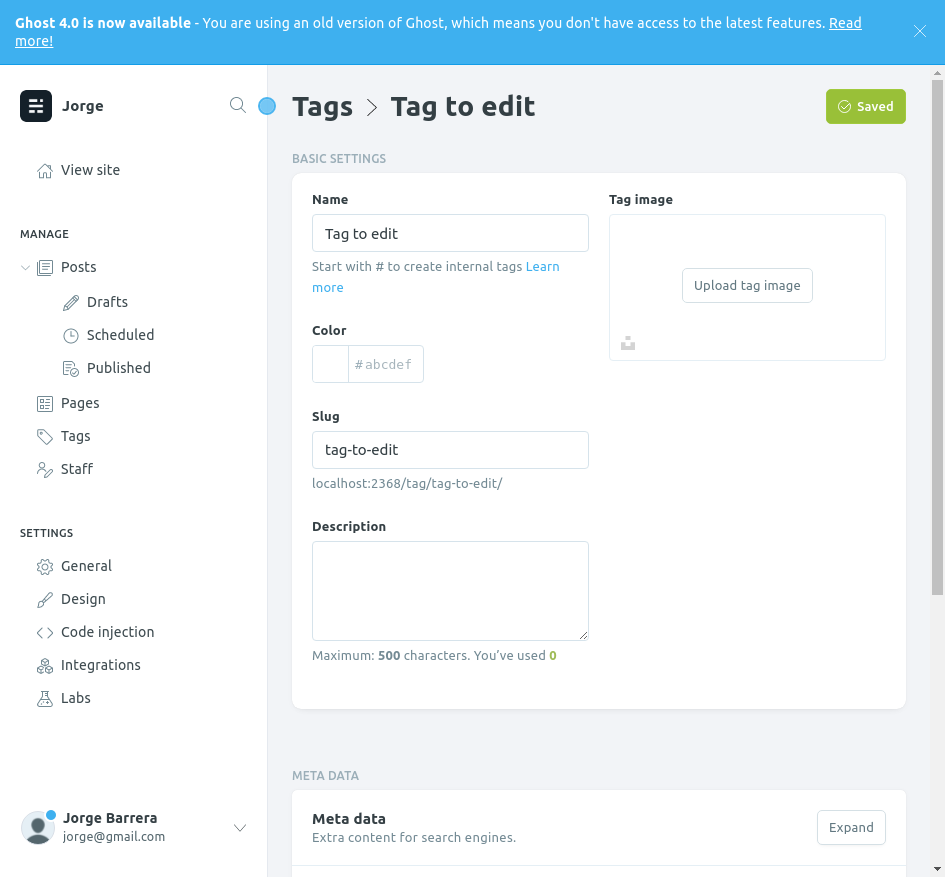 Ghost 4.0 is now available - You are using an old version of Ghost, which means you don't have access to the latest features. Read
more!
Jorge
View site
MANAGE
Posts
Drafts
Scheduled
Published
Pages
Tags
Staff
SETTINGS
General
Design
Code injection
Integrations
Labs
Jorge Barrera
jorge@gmail.com
Tags > Tag to edit
Saved
BASIC SETTINGS
Name
Tag to edit
Start with # to create internal tags Learn
more
Color
#abcdef
Slug
tag-to-edit
localhost:2368/tag/tag-to-edit/
Description
Maximum: 500 characters. You’ve used 0
Tag image
Upload tag image
META DATA
Meta data
Extra content for search engines.
Expand